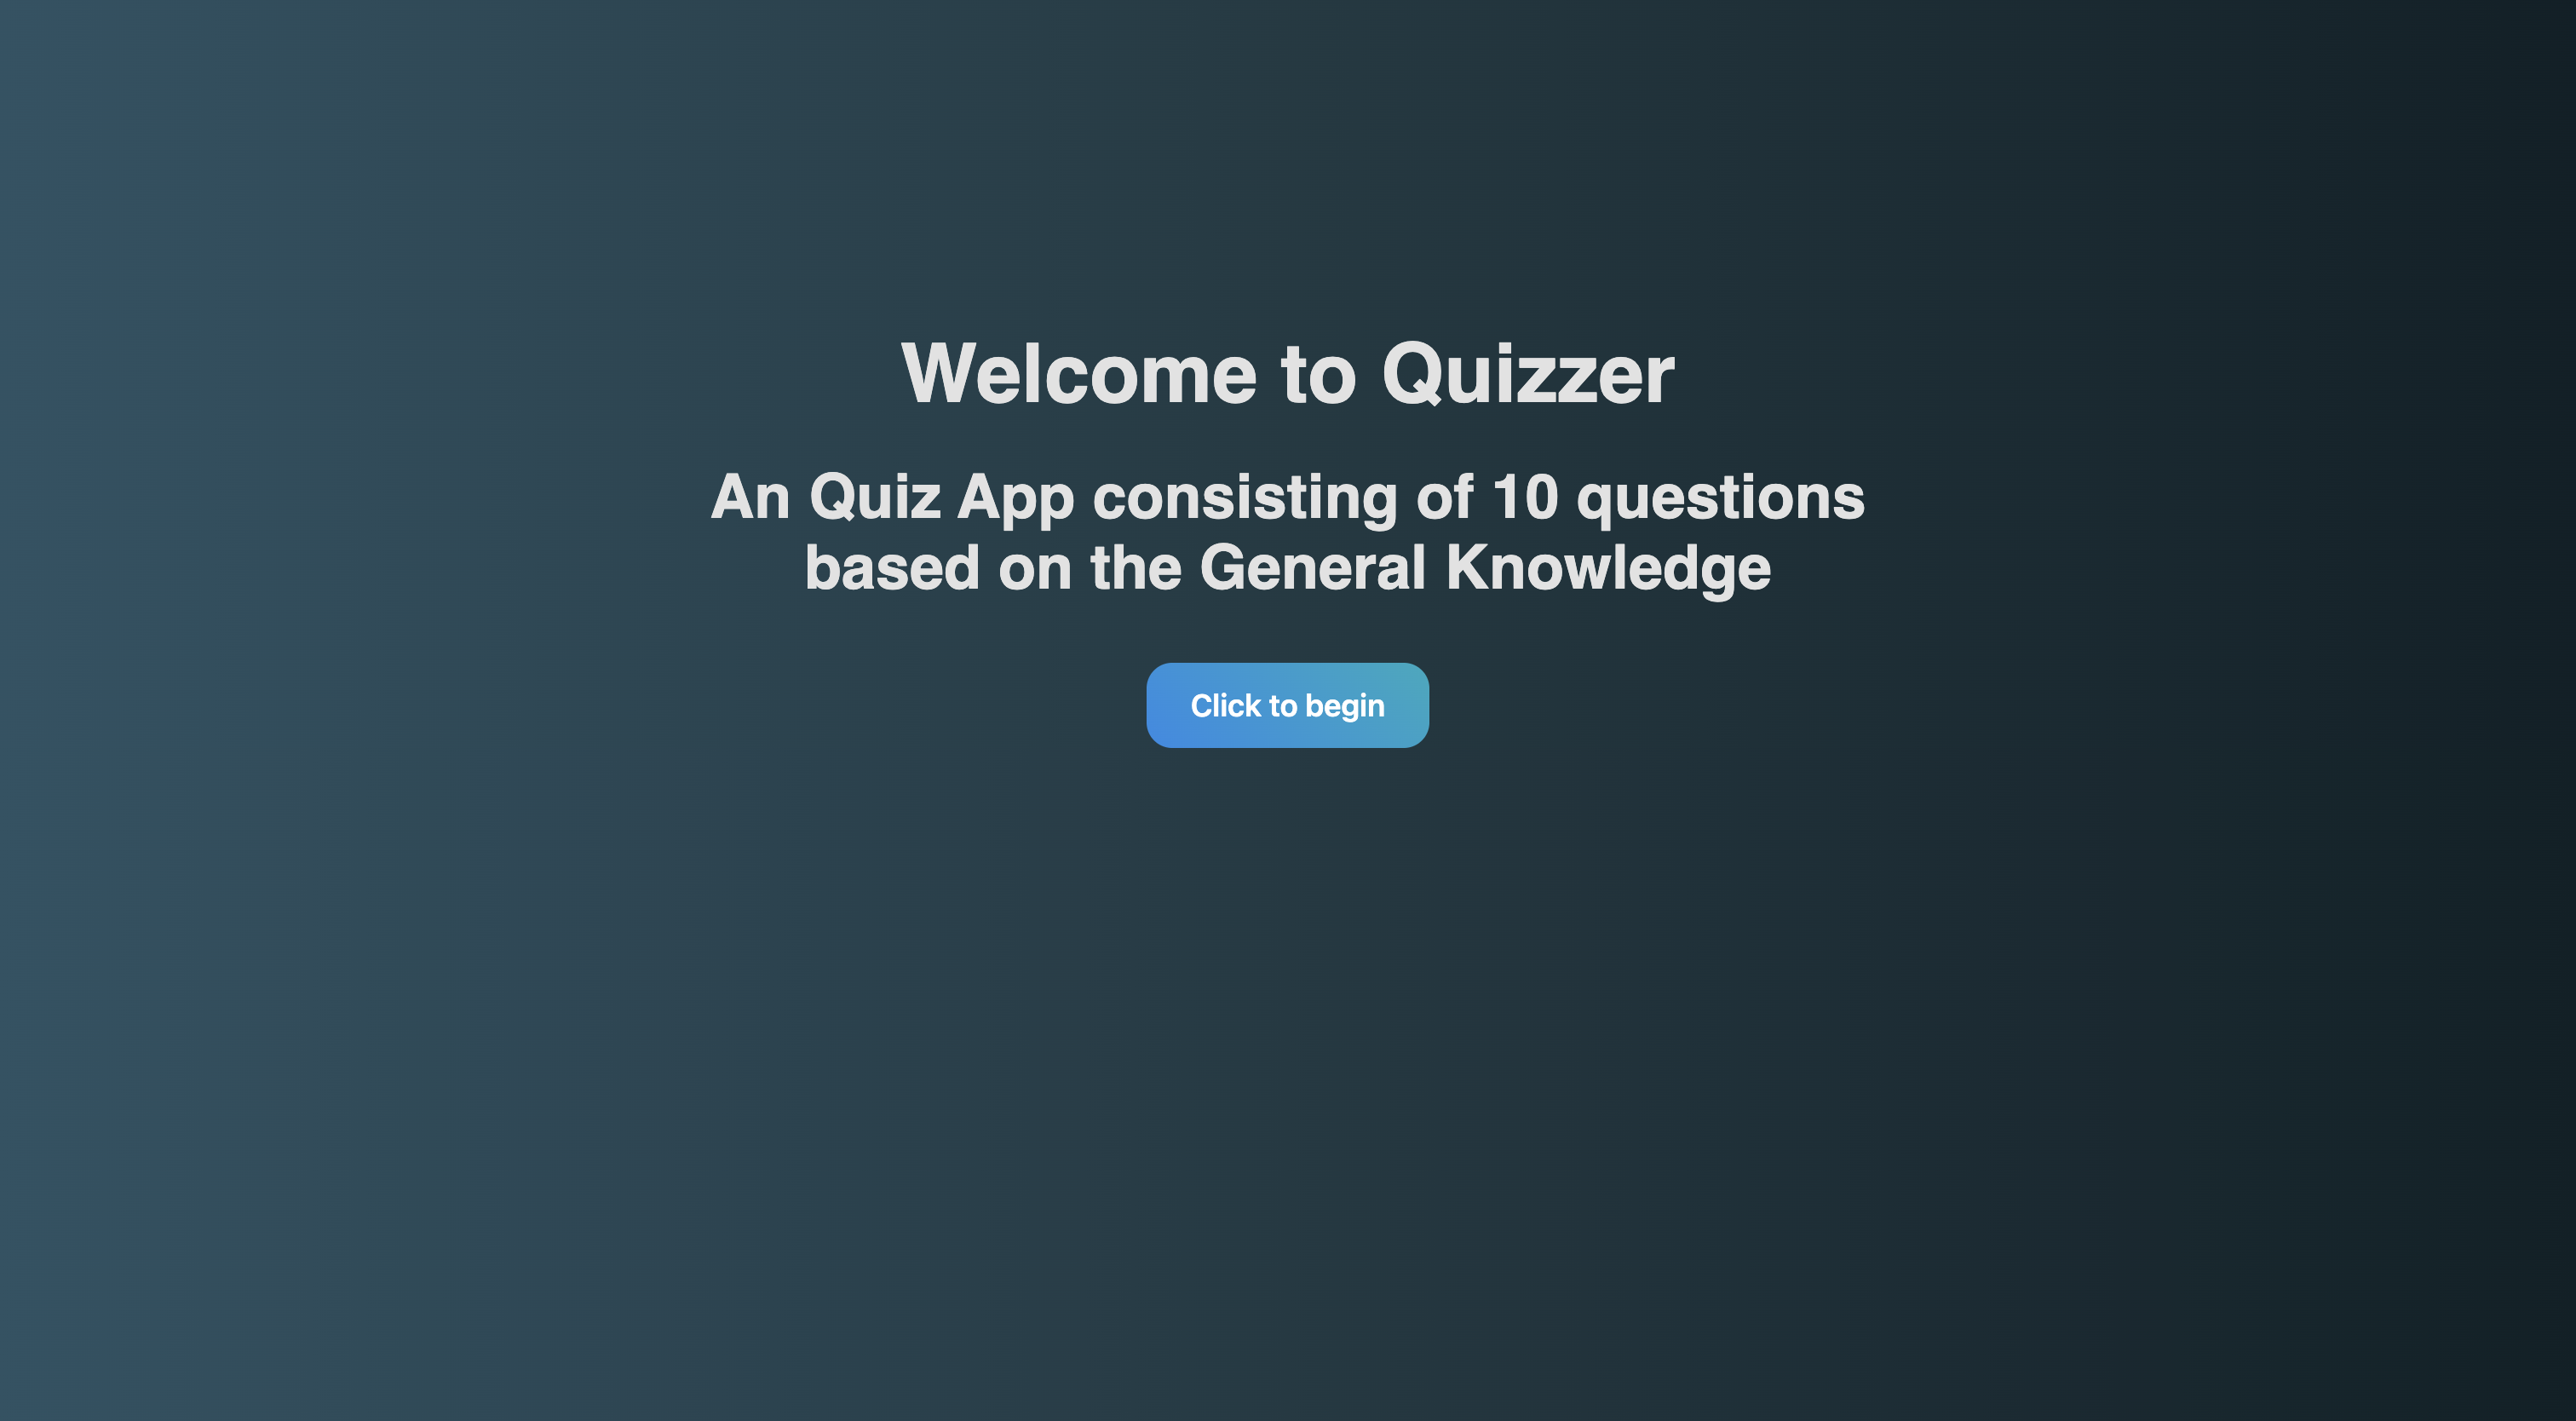 Welcome to Quizzer
An Quiz App consisting of 10 questions
based on the General Knowledge
Click to begin